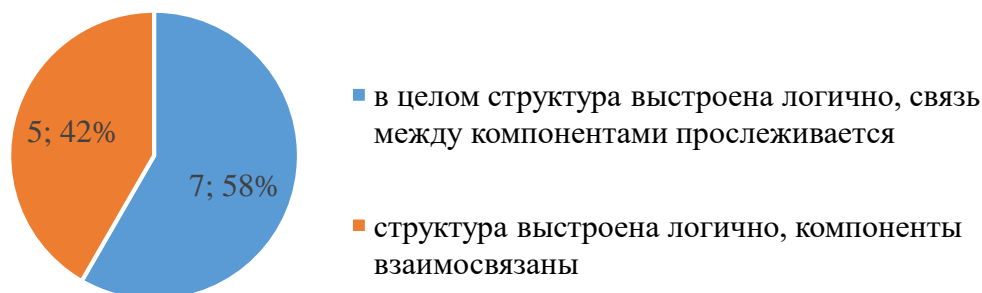 5; 42%
7; 58%
в целом структура выстроена логично, связь
между компонентами прослеживается
структура выстроена логично, компоненты
взаимосвязаны